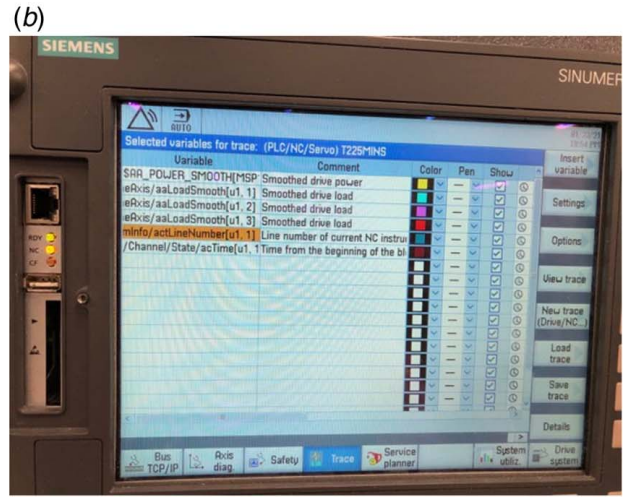 (b)
SIEMENS
SINUMER
AUTO
Selected variables for trace: (PLC/NC/Servo) T225MINS
Variable Comment Color Pen Show
$AA_POWER_SMOOTH[MSP Smoothed drive power
eAxis/aaLoadSmooth[u1, 1] Smoothed drive load
eAxis/aaLoadSmooth[u1, 2] Smoothed drive load
eAxis/aaLoadSmooth[u1, 3] Smoothed drive load
mInfo/actLineNumber[u1, 1] Line number of current NC instru
/Channel/State/acTime[u1, 1 Time from the beginning of the bl
Insert
variable
Settings
Options
View trace
New trace
(Drive/NC...)
Load
trace
Save
trace
Details
RDY
NC
CF
Bus
TCP/IP
Axis
diag.
Safety
Trace
Service
planner
System
utiliz.
Drive
system